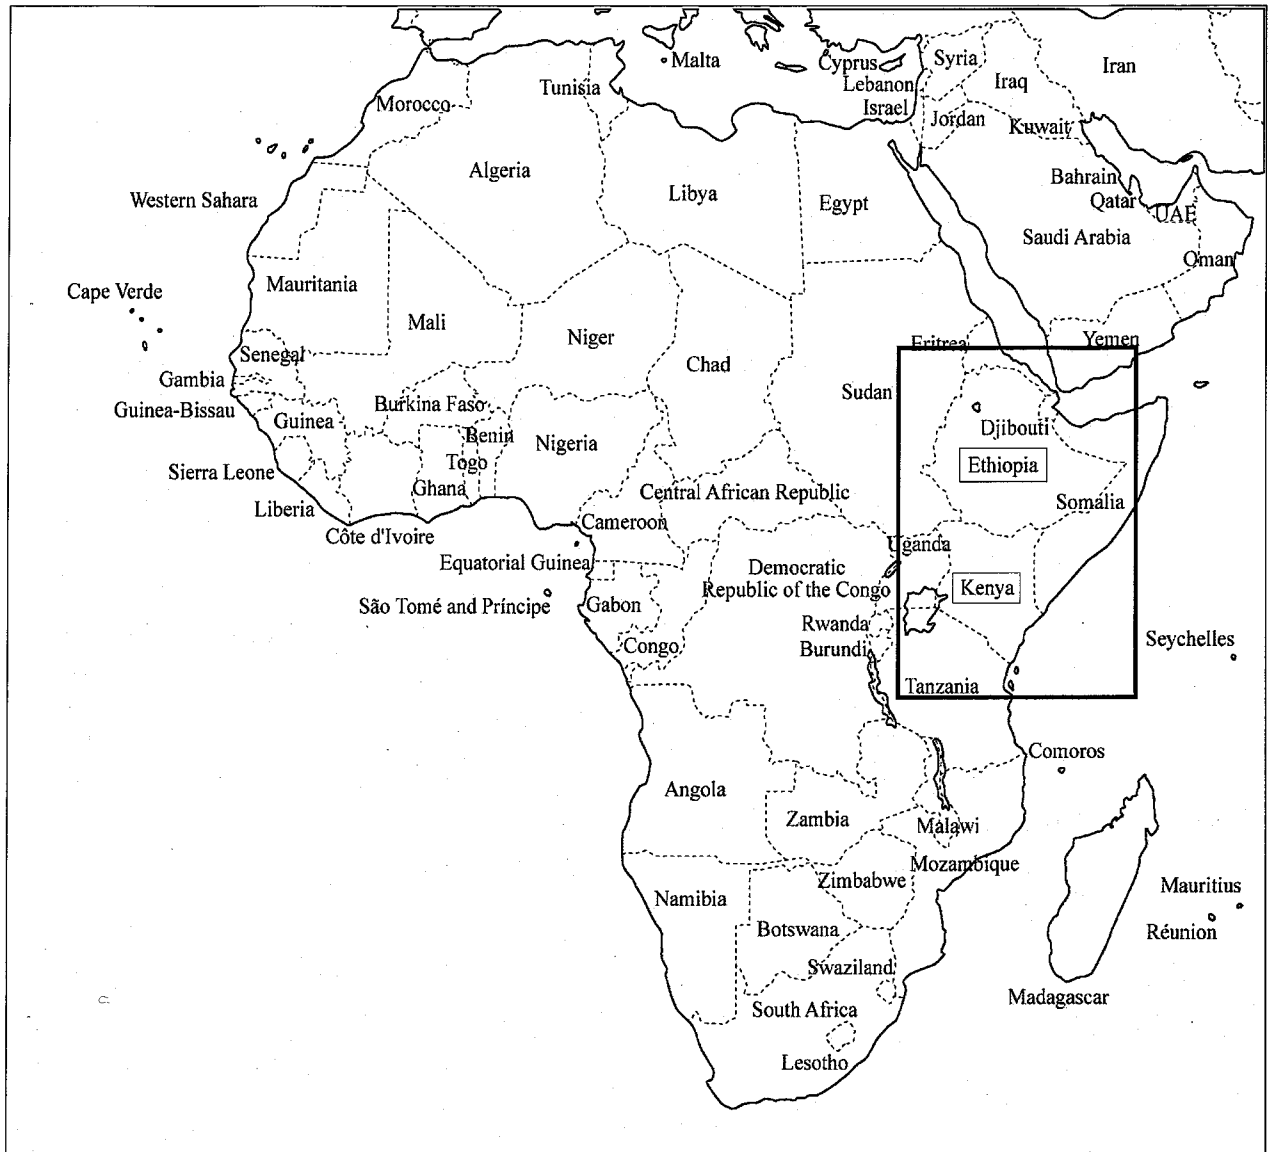 Malta
Cyprus
Syria
Iran
Tunisia
Lebanon
Iraq
Morocco
Israel
Jordan
Kuwait
Algeria
Bahrain
Libya
Western Sahara
Egypt
Qatar
UAE
Saudi Arabia
Oman
Mauritania
Cape Verde
Mali
Niger
Yemen
Eritrea
Senegal
Chad
Gambia
Sudan
Guinea-Bissau
Burkina Faso
Guinea
Djibouti
Benin
Nigeria
Togo
Ethiopia
Sierra Leone
Ghana
Central African Republic
Somalia
Liberia
Cameroon
Côte d'Ivoire
Uganda
Equatorial Guinea
Democratic
Republic of the Congo
Kenya
São Tomé and Príncipe
Gabon
Rwanda
Congo
Burundi
Seychelles
Tanzania
Comoros
Angola
Zambia
Malawi
Mozambique
Zimbabwe
Mauritius
Namibia
Botswana
Réunion
Swaziland
Madagascar
South Africa
Lesotho